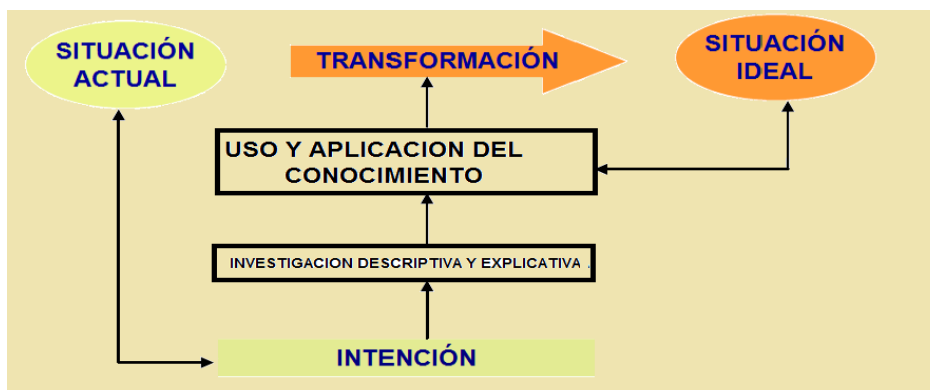 SITUACIÓN
ACTUAL
TRANSFORMACIÓN
SITUACIÓN
IDEAL
USO Y APLICACION DEL
CONOCIMIENTO
INVESTIGACION DESCRIPTIVA Y EXPLICATIVA .
INTENCIÓN